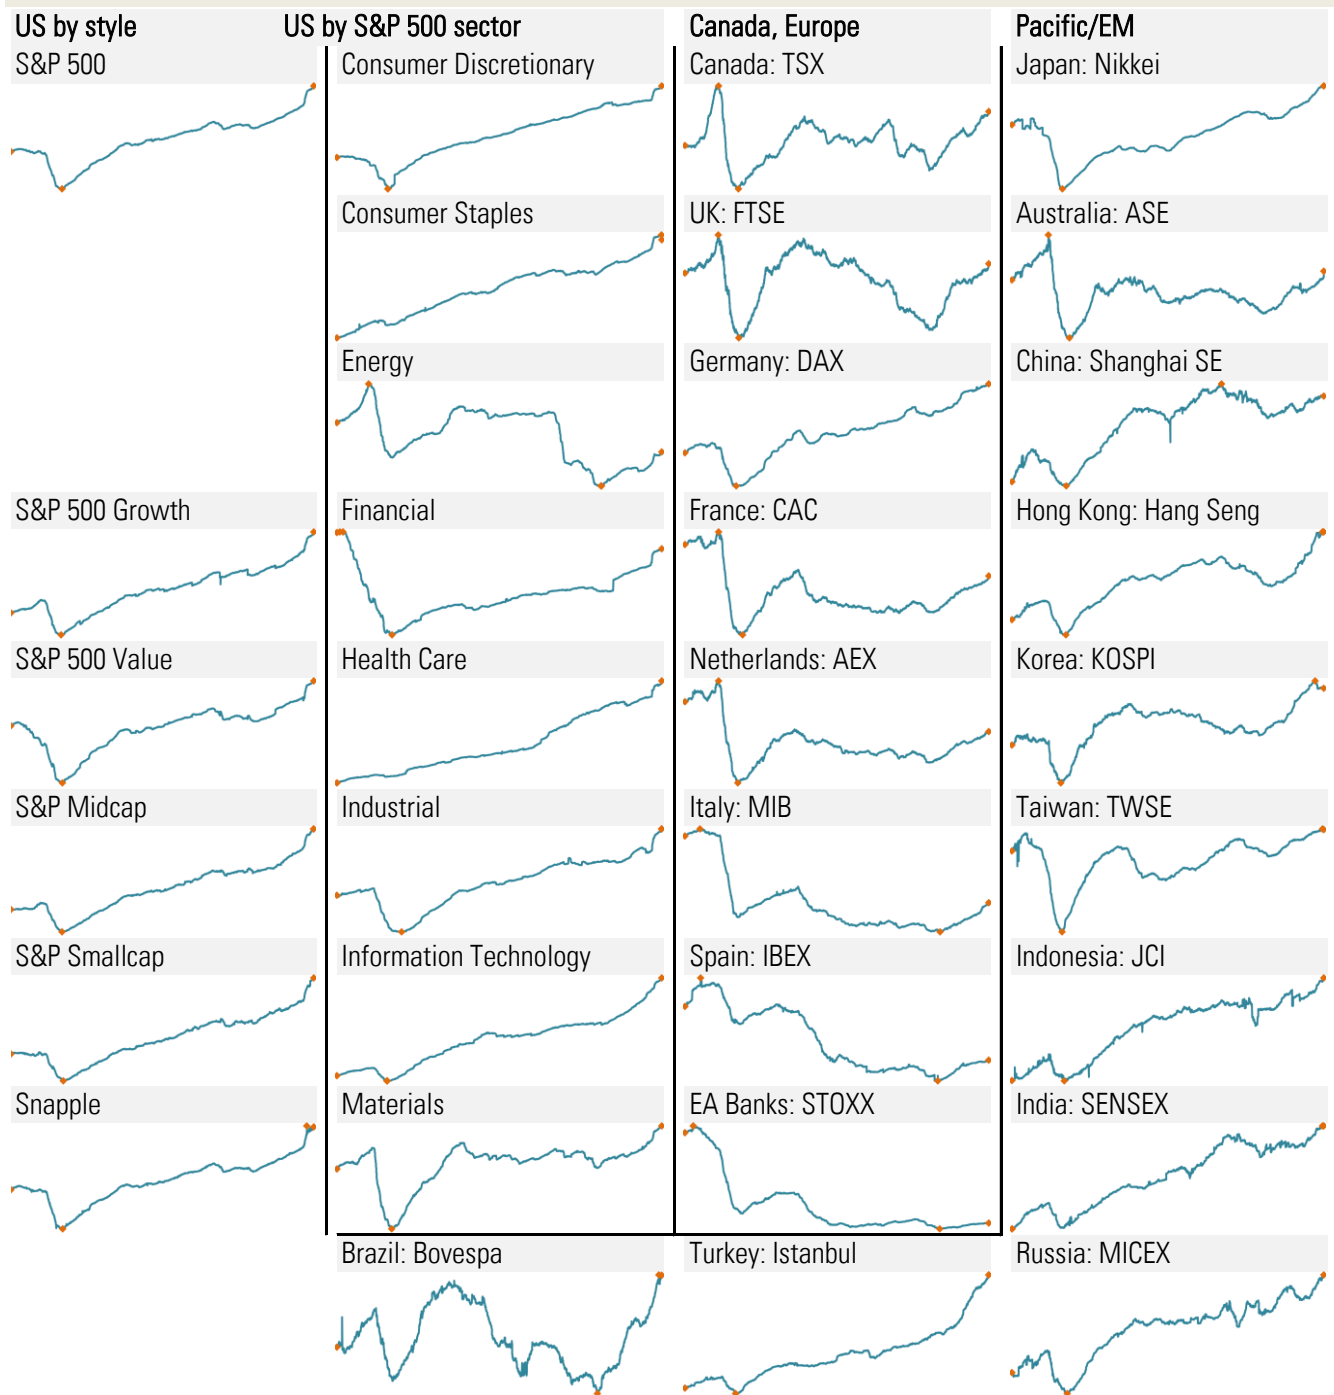 US by style US by S&P 500 sector Canada, Europe Pacific/EM
S&P 500 Consumer Discretionary Canada: TSX Japan: Nikkei
Consumer Staples UK: FTSE Australia: ASE
Energy Germany: DAX China: Shanghai SE
S&P 500 Growth Financial France: CAC Hong Kong: Hang Seng
S&P 500 Value Health Care Netherlands: AEX Korea: KOSPI
S&P Midcap Industrial Italy: MIB Taiwan: TWSE
S&P Smallcap Information Technology Spain: IBEX Indonesia: JCI
Snapple Materials EA Banks: STOXX India: SENSEX
Brazil: Bovespa Turkey: Istanbul Russia: MICEX